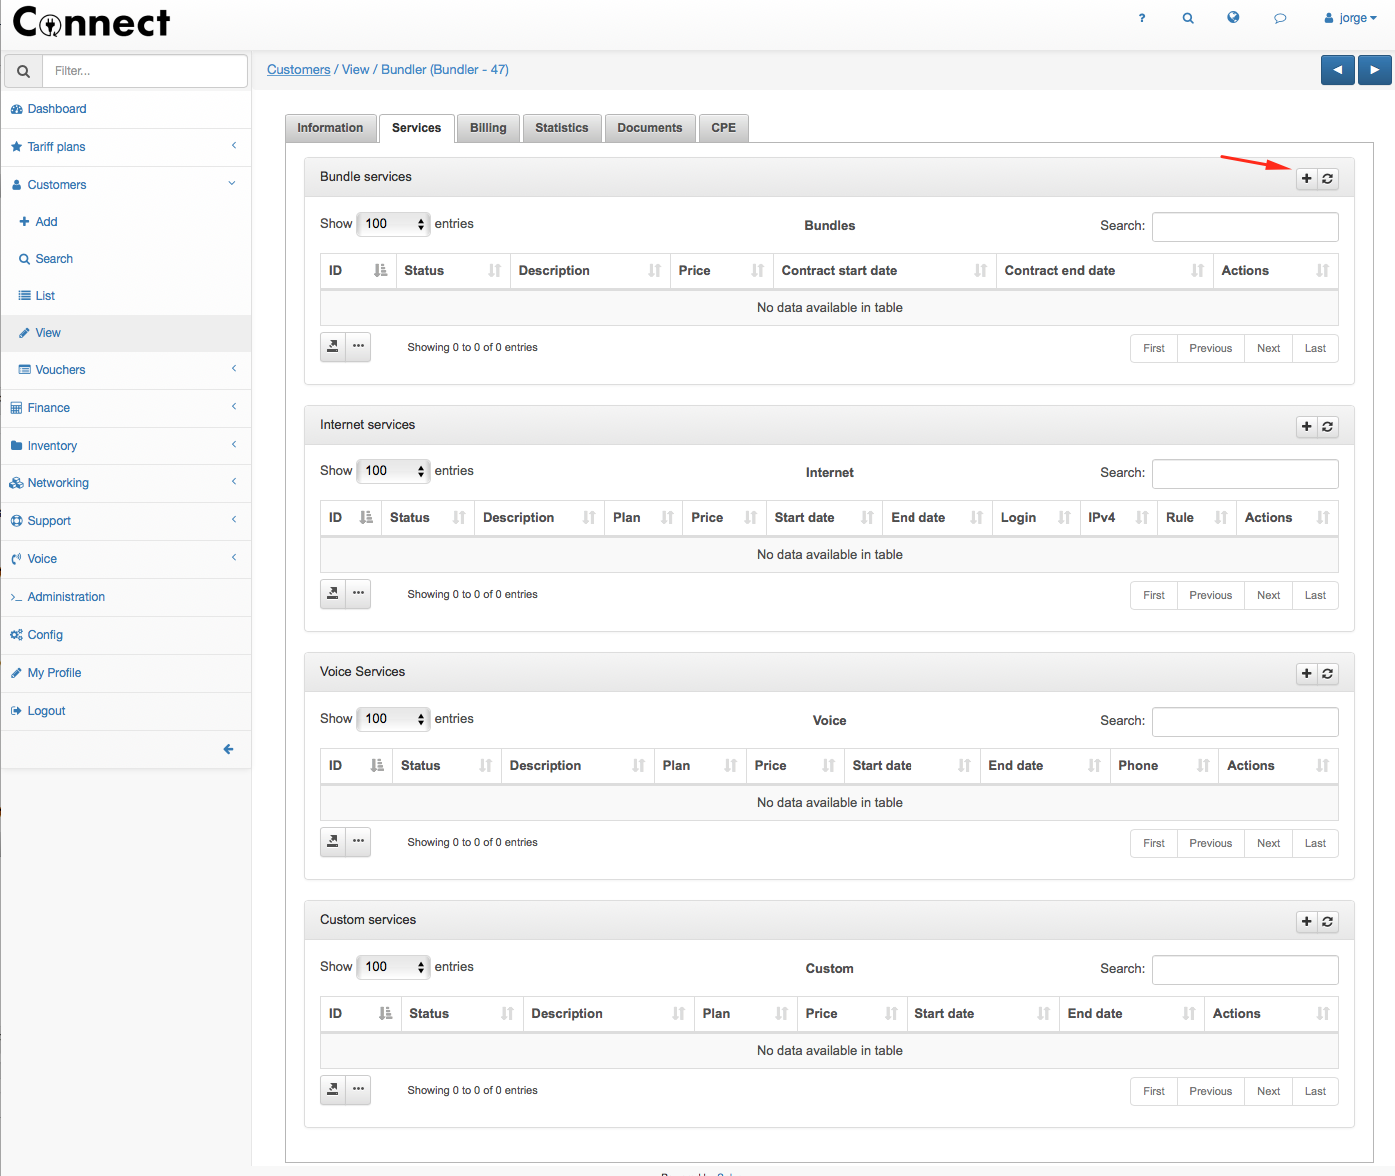 Connect
? jorge
Filter...
Customers / View / Bundler (Bundler - 47)
Dashboard
Tariff plans
Customers
Add
Search
List
View
Vouchers
Finance
Inventory
Networking
Support
Voice
Administration
Config
My Profile
Logout
Information Services Billing Statistics Documents CPE
Bundle services
Show 100 entries Bundles Search:
ID Status Description Price Contract start date Contract end date Actions
No data available in table
Showing 0 to 0 of 0 entries First Previous Next Last
Internet services
Show 100 entries Internet Search:
ID Status Description Plan Price Start date End date Login IPv4 Rule Actions
No data available in table
Showing 0 to 0 of 0 entries First Previous Next Last
Voice Services
Show 100 entries Voice Search:
ID Status Description Plan Price Start date End date Phone Actions
No data available in table
Showing 0 to 0 of 0 entries First Previous Next Last
Custom services
Show 100 entries Custom Search:
ID Status Description Plan Price Start date End date Actions
No data available in table
Showing 0 to 0 of 0 entries First Previous Next Last